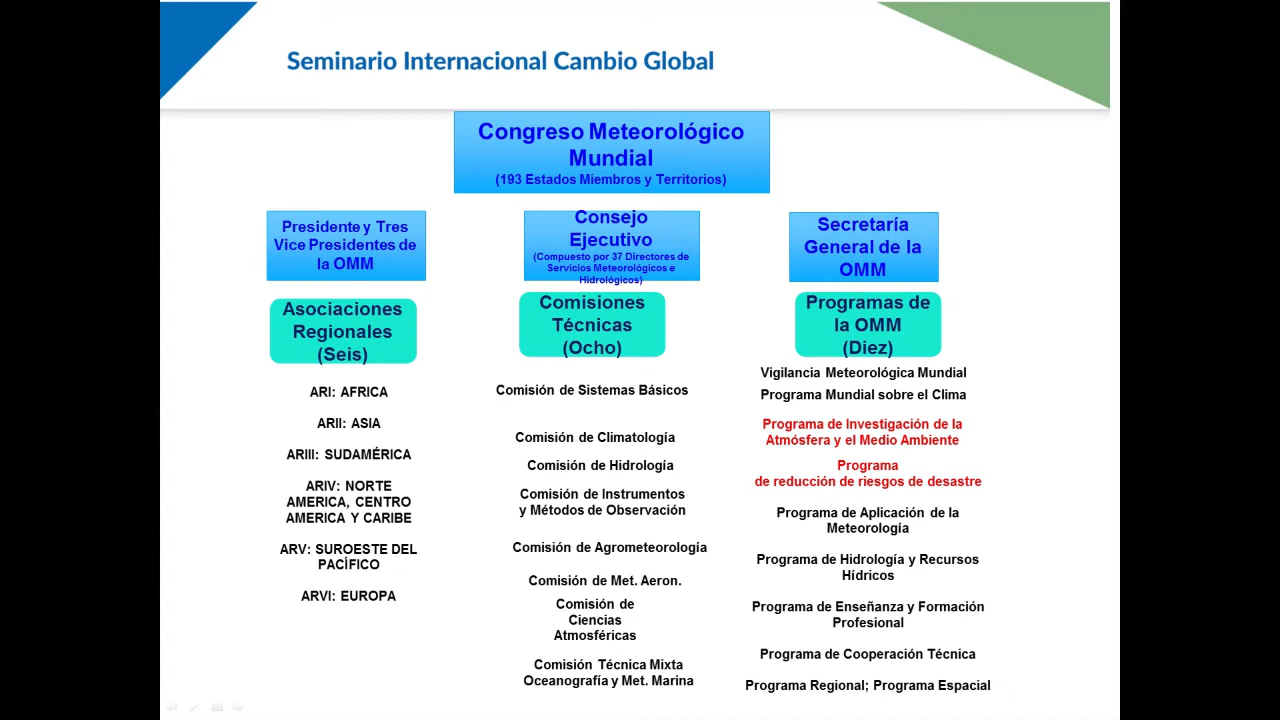 Seminario Internacional Cambio Global
Congreso Meteorológico
Mundial
(193 Estados Miembros y Territorios)
Presidente y Tres
Vice Presidentes de
la OMM
Consejo
Ejecutivo
(Compuesto por 37 Directores de
Servicios Meteorológicos e
Hidrológicos)
Secretaría
General de la
OMM
Asociaciones
Regionales
(Seis)
ARI: AFRICA
ARII: ASIA
ARIII: SUDAMÉRICA
ARIV: NORTE
AMERICA, CENTRO
AMERICA Y CARIBE
ARV: SUROESTE DEL
PACÍFICO
ARVI: EUROPA
Comisiones
Técnicas
(Ocho)
Comisión de Sistemas Básicos
Comisión de Climatología
Comisión de Hidrología
Comisión de Instrumentos
y Métodos de Observación
Comisión de Agrometeorología
Comisión de Met. Aeron.
Comisión de
Ciencias
Atmosféricas
Comisión Técnica Mixta
Oceanografía y Met. Marina
Programas de
la OMM
(Diez)
Vigilancia Meteorológica Mundial
Programa Mundial sobre el Clima
Programa de Investigación de la
Atmósfera y el Medio Ambiente
Programa
de reducción de riesgos de desastre
Programa de Aplicación de la
Meteorología
Programa de Hidrología y Recursos
Hídricos
Programa de Enseñanza y Formación
Profesional
Programa de Cooperación Técnica
Programa Regional; Programa Espacial